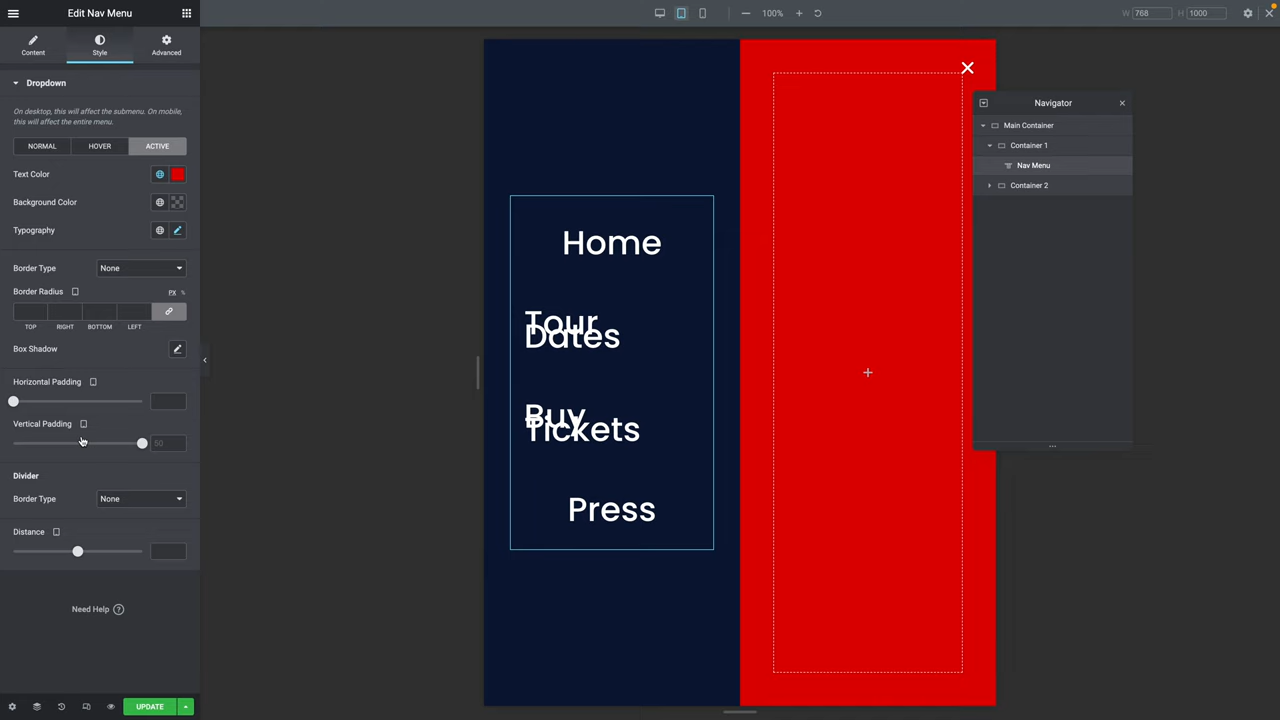 Edit Nav Menu
100%
W 768 H 1000
Content
Style
Advanced
Dropdown
On desktop, this will affect the submenu. On mobile,
this will affect the entire menu.
NORMAL
HOVER
ACTIVE
Text Color
Background Color
Typography
Border Type
None
Border Radius
PX %
TOP
RIGHT
BOTTOM
LEFT
Box Shadow
Horizontal Padding
Vertical Padding
50
Divider
Border Type
None
Distance
Need Help ?
UPDATE
Home
Tour
Dates
Buy
Tickets
Press
Navigator
Main Container
Container 1
Nav Menu
Container 2